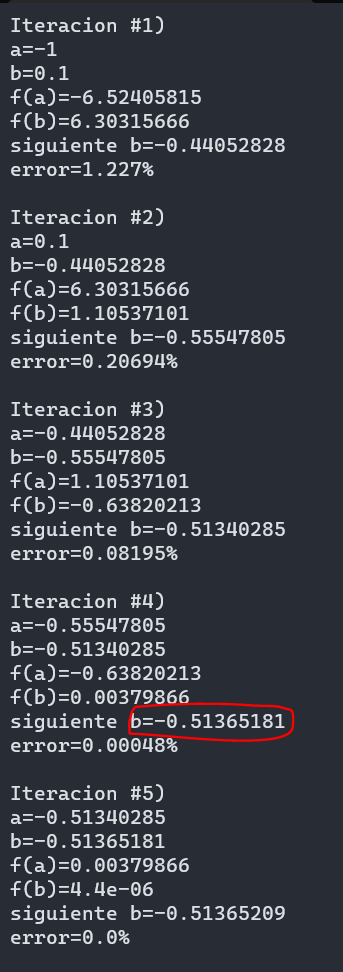 Iteracion #1)
a=-1
b=0.1
f(a)=-6.52405815
f(b)=6.30315666
siguiente b=-0.44052828
error=1.227%
Iteracion #2)
a=0.1
b=-0.44052828
f(a)=6.30315666
f(b)=1.10537101
siguiente b=-0.55547805
error=0.20694%
Iteracion #3)
a=-0.44052828
b=-0.55547805
f(a)=1.10537101
f(b)=-0.63820213
siguiente b=-0.51340285
error=0.08195%
Iteracion #4)
a=-0.55547805
b=-0.51340285
f(a)=-0.63820213
f(b)=0.00379866
siguiente b=-0.51365181
error=0.00048%
Iteracion #5)
a=-0.51340285
b=-0.51365181
f(a)=0.00379866
f(b)=4.4e-06
siguiente b=-0.51365209
error=0.0%